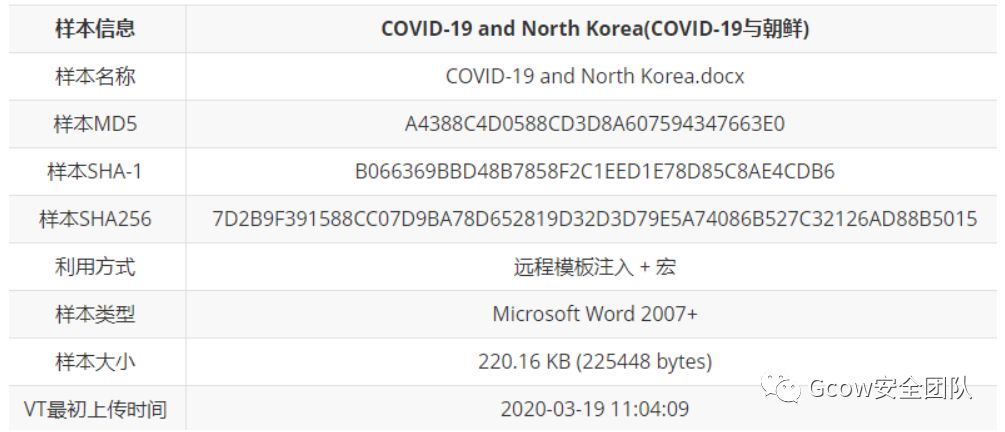 样本信息 COVID-19 and North Korea(COVID-19与朝鲜)
样本名称 COVID-19 and North Korea.docx
样本MD5 A4388C4D0588CD3D8A607594347663E0
样本SHA-1 B066369BBD48B7858F2C1EED1E78D85C8AE4CDB6
样本SHA256 7D2B9F391588CC07D9BA78D652819D32D3D79E5A74086B527C32126AD88B5015
利用方式 远程模板注入 + 宏
样本类型 Microsoft Word 2007+
样本大小 220.16 KB (225448 bytes)
VT最初上传时间 2020-03-19 11:04:09
Gcow安全团队